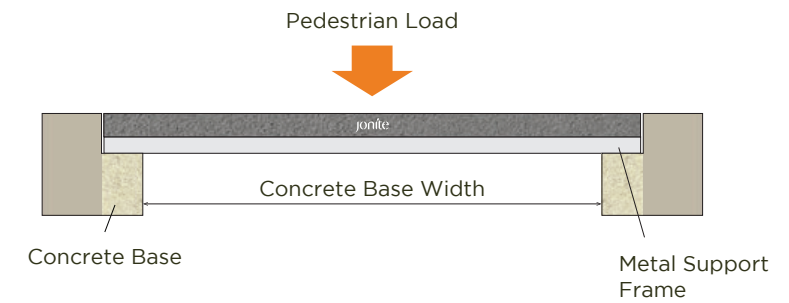 Pedestrian Load
jonite
Concrete Base Width
Concrete Base
Metal Support
Frame